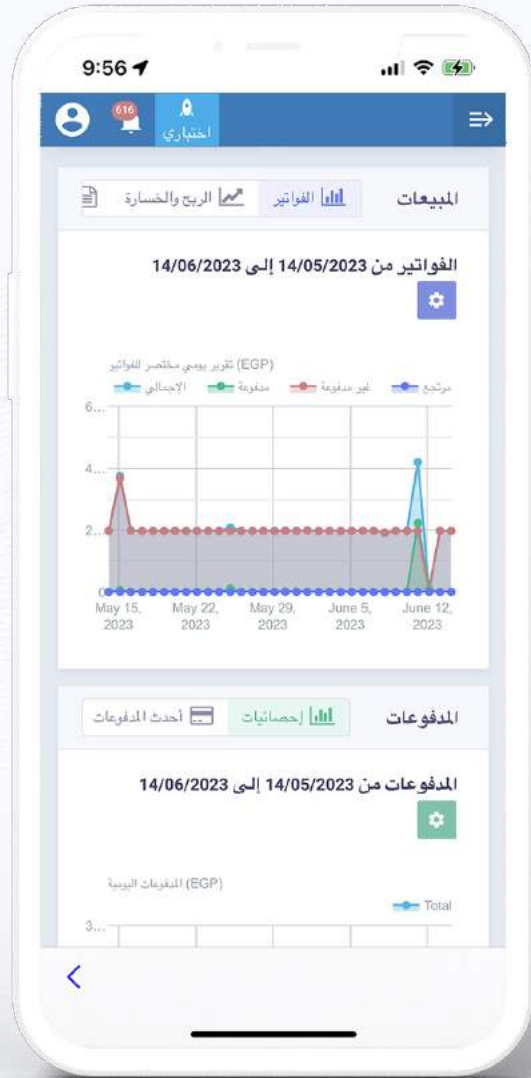 9:56
616
اختباري
المبيعات
الفواتير
الربح والخسارة
الفواتير من 14/05/2023 إلى 14/06/2023
تقرير يومي مختصر للفواتير (EGP)
مرتجع
غير مدفوعة
مدفوعة
الإجمالي
6...
4...
2...
0
May 15, 2023
May 22, 2023
May 29, 2023
June 5, 2023
June 12, 2023
المدفوعات
إحصائيات
أحدث المدفوعات
المدفوعات من 14/05/2023 إلى 14/06/2023
المدفوعات اليومية (EGP)
Total
3...